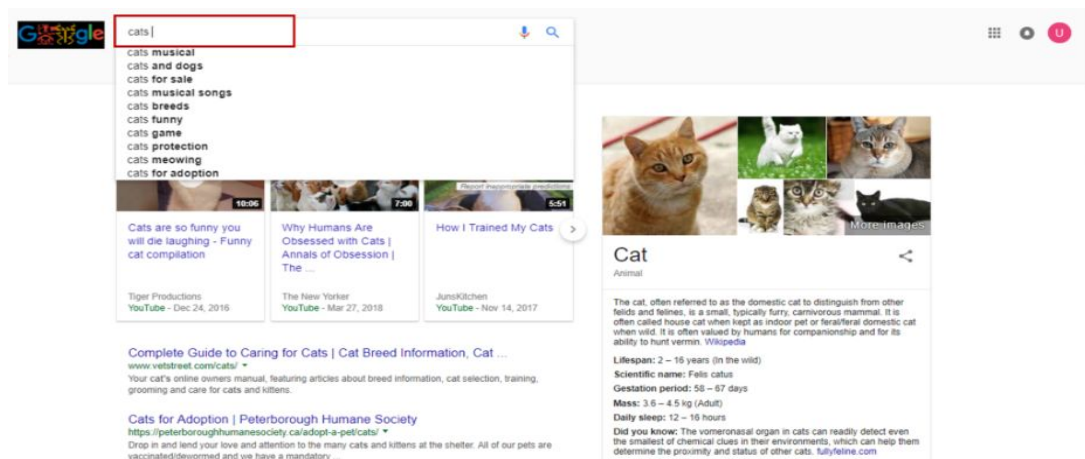 Google
cats
cats musical
cats and dogs
cats for sale
cats musical songs
cats breeds
cats funny
cats game
cats protection
cats meowing
cats for adoption
Report inappropriate predictions
10:06
7:00
5:51
Cats are so funny you
will die laughing - Funny
cat compilation
Tiger Productions
YouTube - Dec 24, 2016
Why Humans Are
Obsessed with Cats |
Annals of Obsession |
The ...
The New Yorker
YouTube - Mar 27, 2018
How I Trained My Cats
JunsKitchen
YouTube - Nov 14, 2017
Complete Guide to Caring for Cats | Cat Breed Information, Cat ...
www.vetstreet.com/cats/
Your cat's online owners manual, featuring articles about breed information, cat selection, training,
grooming and care for cats and kittens.
Cats for Adoption | Peterborough Humane Society
https://peterboroughhumanesociety.ca/adopt-a-pet/cats/
Drop in and lend your love and attention to the many cats and kittens at the shelter. All of our pets are
vaccinated/dewormed and we have a mandatory ...
U
More images
Cat
Animal
The cat, often referred to as the domestic cat to distinguish from other
felids and felines, is a small, typically furry, carnivorous mammal. It is
often called house cat when kept as indoor pet or feral/feral domestic cat
when wild. It is often valued by humans for companionship and for its
ability to hunt vermin. Wikipedia
Lifespan: 2 – 16 years (In the wild)
Scientific name: Felis catus
Gestation period: 58 – 67 days
Mass: 3.6 – 4.5 kg (Adult)
Daily sleep: 12 – 16 hours
Did you know: The vomeronasal organ in cats can readily detect even
the smallest of chemical clues in their environments, which can help them
determine the proximity and status of other cats. fullyfeline.com